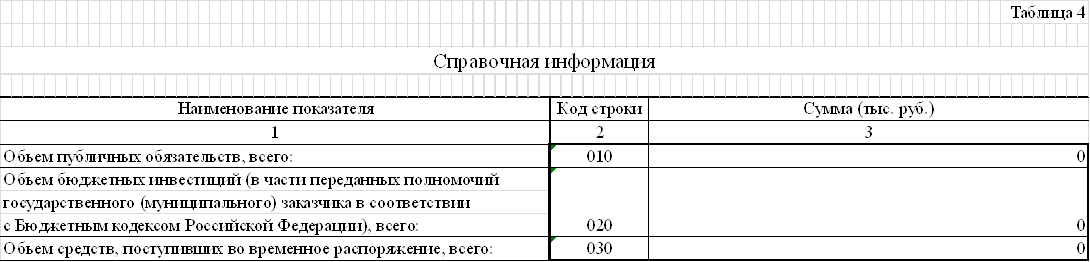 Таблица 4
Справочная информация
Наименование показателя Код строки Сумма (тыс. руб.)
1 2 3
Объем публичных обязательств, всего: 010 0
Объем бюджетных инвестиций (в части переданных полномочий
государственного (муниципального) заказчика в соответствии
с Бюджетным кодексом Российской Федерации), всего: 020 0
Объем средств, поступивших во временное распоряжение, всего: 030 0